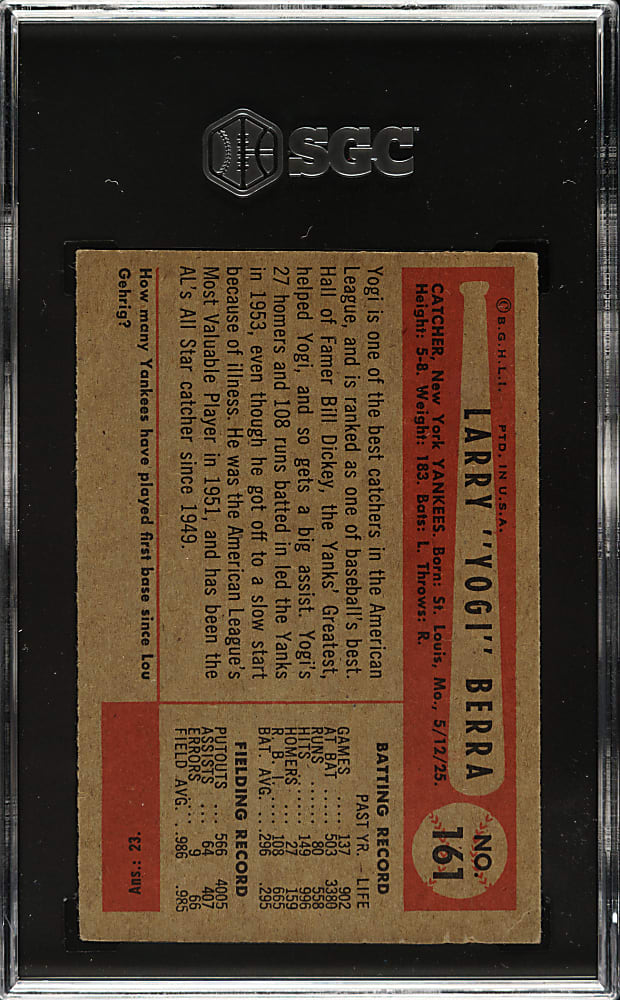 SGC
© B.G.H.L.I. PTD. IN U.S.A.
LARRY "YOGI" BERRA
NO.
161
CATCHER, New York YANKEES. Born: St. Louis, Mo., 5/12/25.
Height: 5-8. Weight: 183. Bats: L. Throws: R.
Yogi is one of the best catchers in the American
League, and is ranked as one of baseball's best.
Hall of Famer Bill Dickey, the Yanks' Greatest,
helped Yogi, and so gets a big assist. Yogi's
27 homers and 108 runs batted in led the Yanks
in 1953, even though he got off to a slow start
because of illness. He was the American League's
Most Valuable Player in 1951, and has been the
AL's All Star catcher since 1949.
BATTING RECORD
PAST YR. LIFE
GAMES ..... 137 902
AT BAT .... 503 3380
RUNS ...... 80 558
HITS ...... 149 996
HOMERS .... 27 159
R. B. I. .. 108 665
BAT. AVG. .. .296 .295
FIELDING RECORD
PUTOUTS ... 566 4005
ASSISTS ... 64 407
ERRORS .... 9 66
FIELD AVG. .. .986 .985
How many Yankees have played first base since Lou
Gehrig?
Ans.: 23.